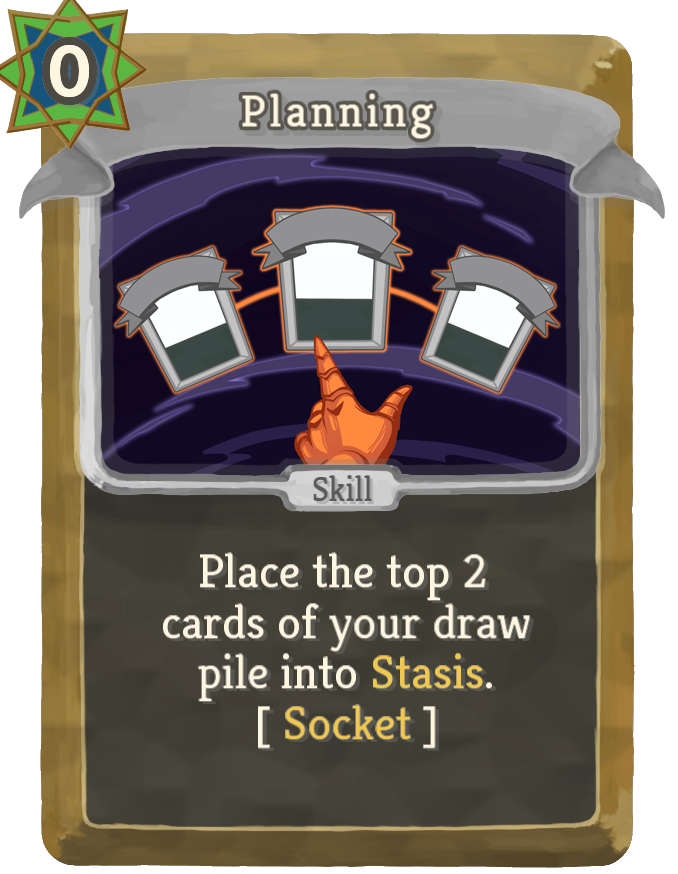 0
Planning
Skill
Place the top 2
cards of your draw
pile into Stasis.
[ Socket ]